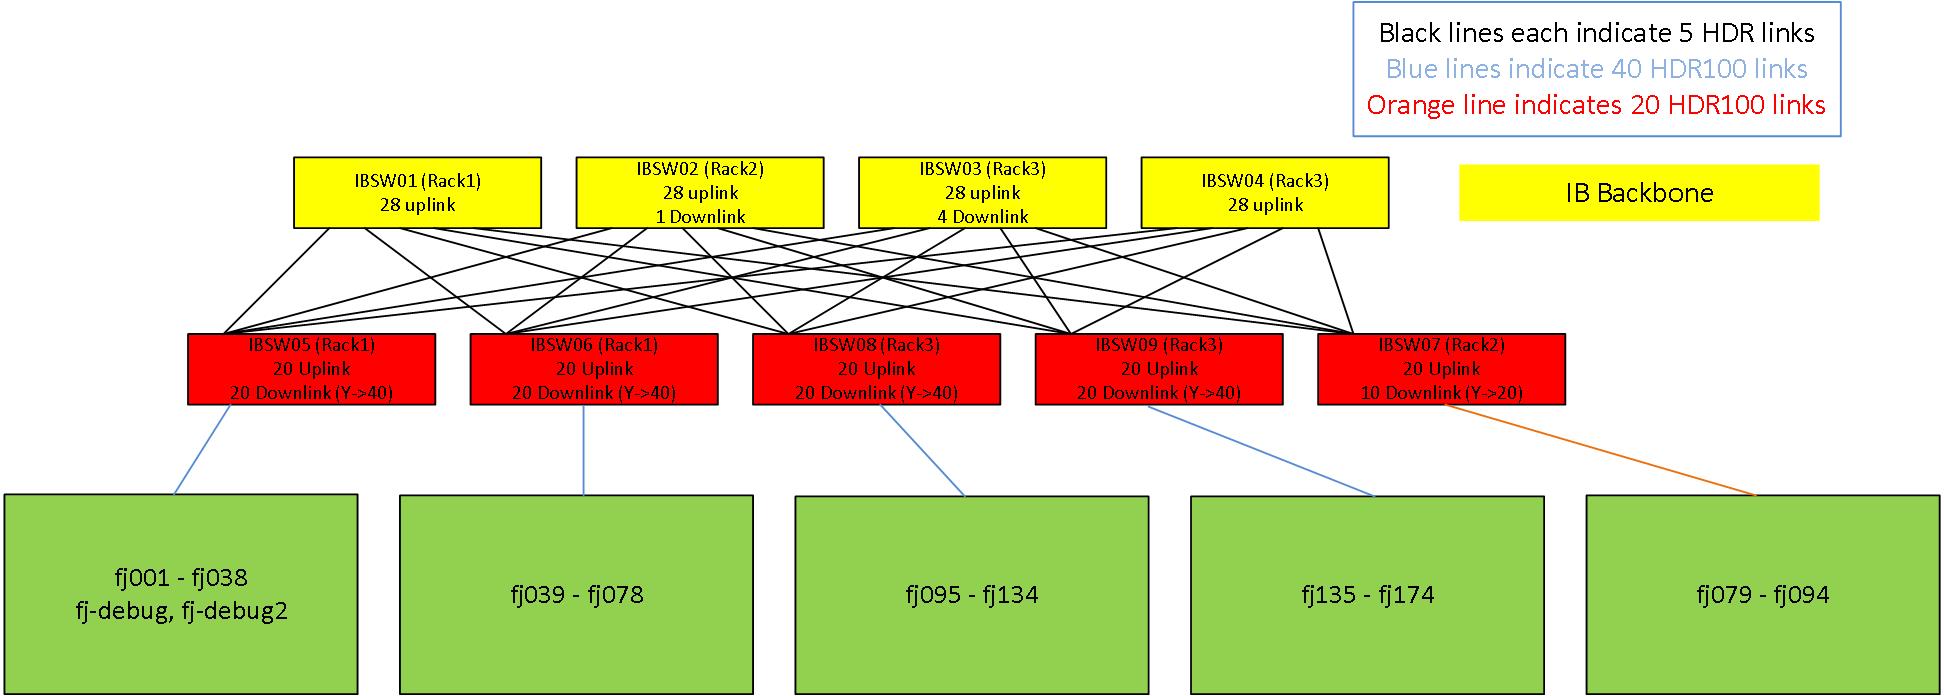 Black lines each indicate 5 HDR links
Blue lines indicate 40 HDR100 links
Orange line indicates 20 HDR100 links
IBSW01 (Rack1)
28 uplink
IBSW02 (Rack2)
28 uplink
1 Downlink
IBSW03 (Rack3)
28 uplink
4 Downlink
IBSW04 (Rack3)
28 uplink
IB Backbone
IBSW05 (Rack1)
20 Uplink
20 Downlink (Y->40)
IBSW06 (Rack1)
20 Uplink
20 Downlink (Y->40)
IBSW08 (Rack3)
20 Uplink
20 Downlink (Y->40)
IBSW09 (Rack3)
20 Uplink
20 Downlink (Y->40)
IBSW07 (Rack2)
20 Uplink
10 Downlink (Y->20)
fj001 - fj038
fj-debug, fj-debug2
fj039 - fj078
fj095 - fj134
fj135 - fj174
fj079 - fj094